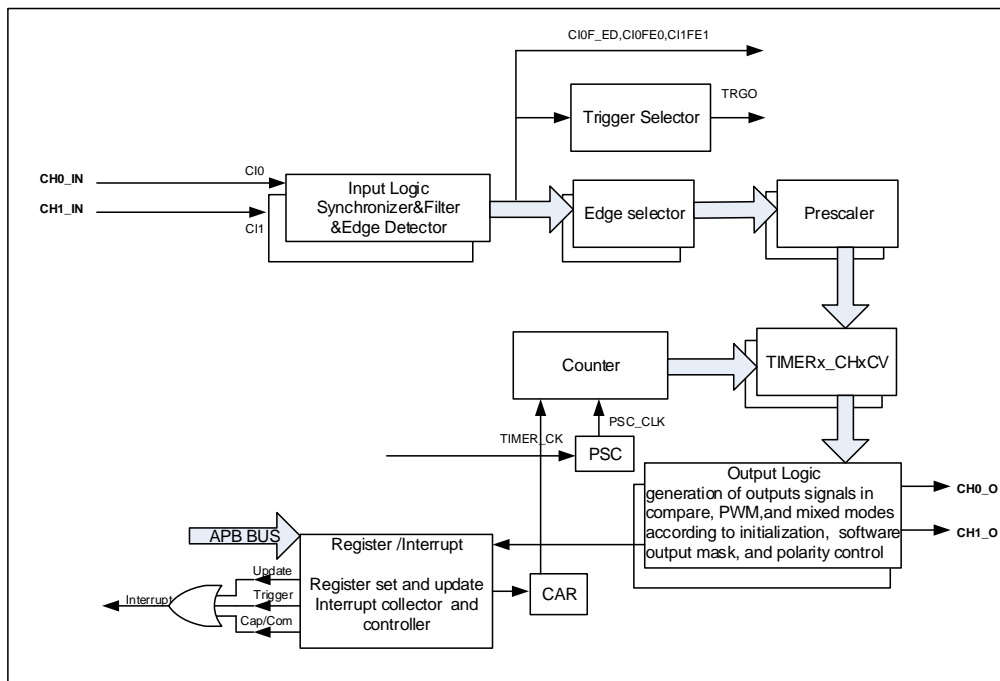 CI0F_ED,CI0FE0,CI1FE1
TRGO
Trigger Selector
CH0_IN
CI0
CH1_IN
CI1
Input Logic
Synchronizer&Filter
&Edge Detector
Edge selector
Prescaler
Counter
TIMERx_CHxCV
TIMER_CK
PSC_CLK
PSC
Output Logic
generation of outputs signals in
compare, PWM,and mixed modes
according to initialization, software
output mask, and polarity control
CH0_O
CH1_O
APB BUS
Register /Interrupt
Register set and update
Interrupt collector and
controller
CAR
Update
Trigger
Cap/Com
Interrupt